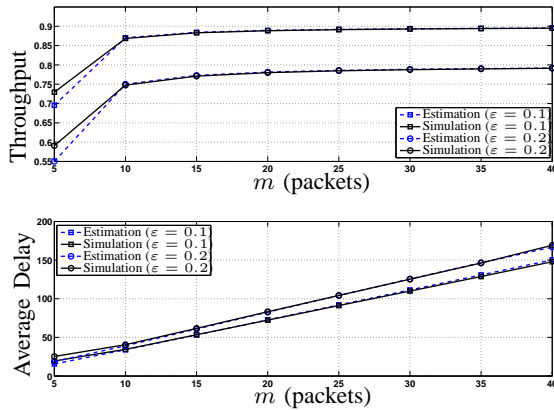 0.9
0.85
0.8
0.75
0.7
0.65
0.6
0.55
Throughput
5 10 15 20 25 30 35 40
m (packets)
Estimation (ε = 0.1)
Simulation (ε = 0.1)
Estimation (ε = 0.2)
Simulation (ε = 0.2)
200
150
100
50
0
Average Delay
Estimation (ε = 0.1)
Simulation (ε = 0.1)
Estimation (ε = 0.2)
Simulation (ε = 0.2)
5 10 15 20 25 30 35 40
m (packets)